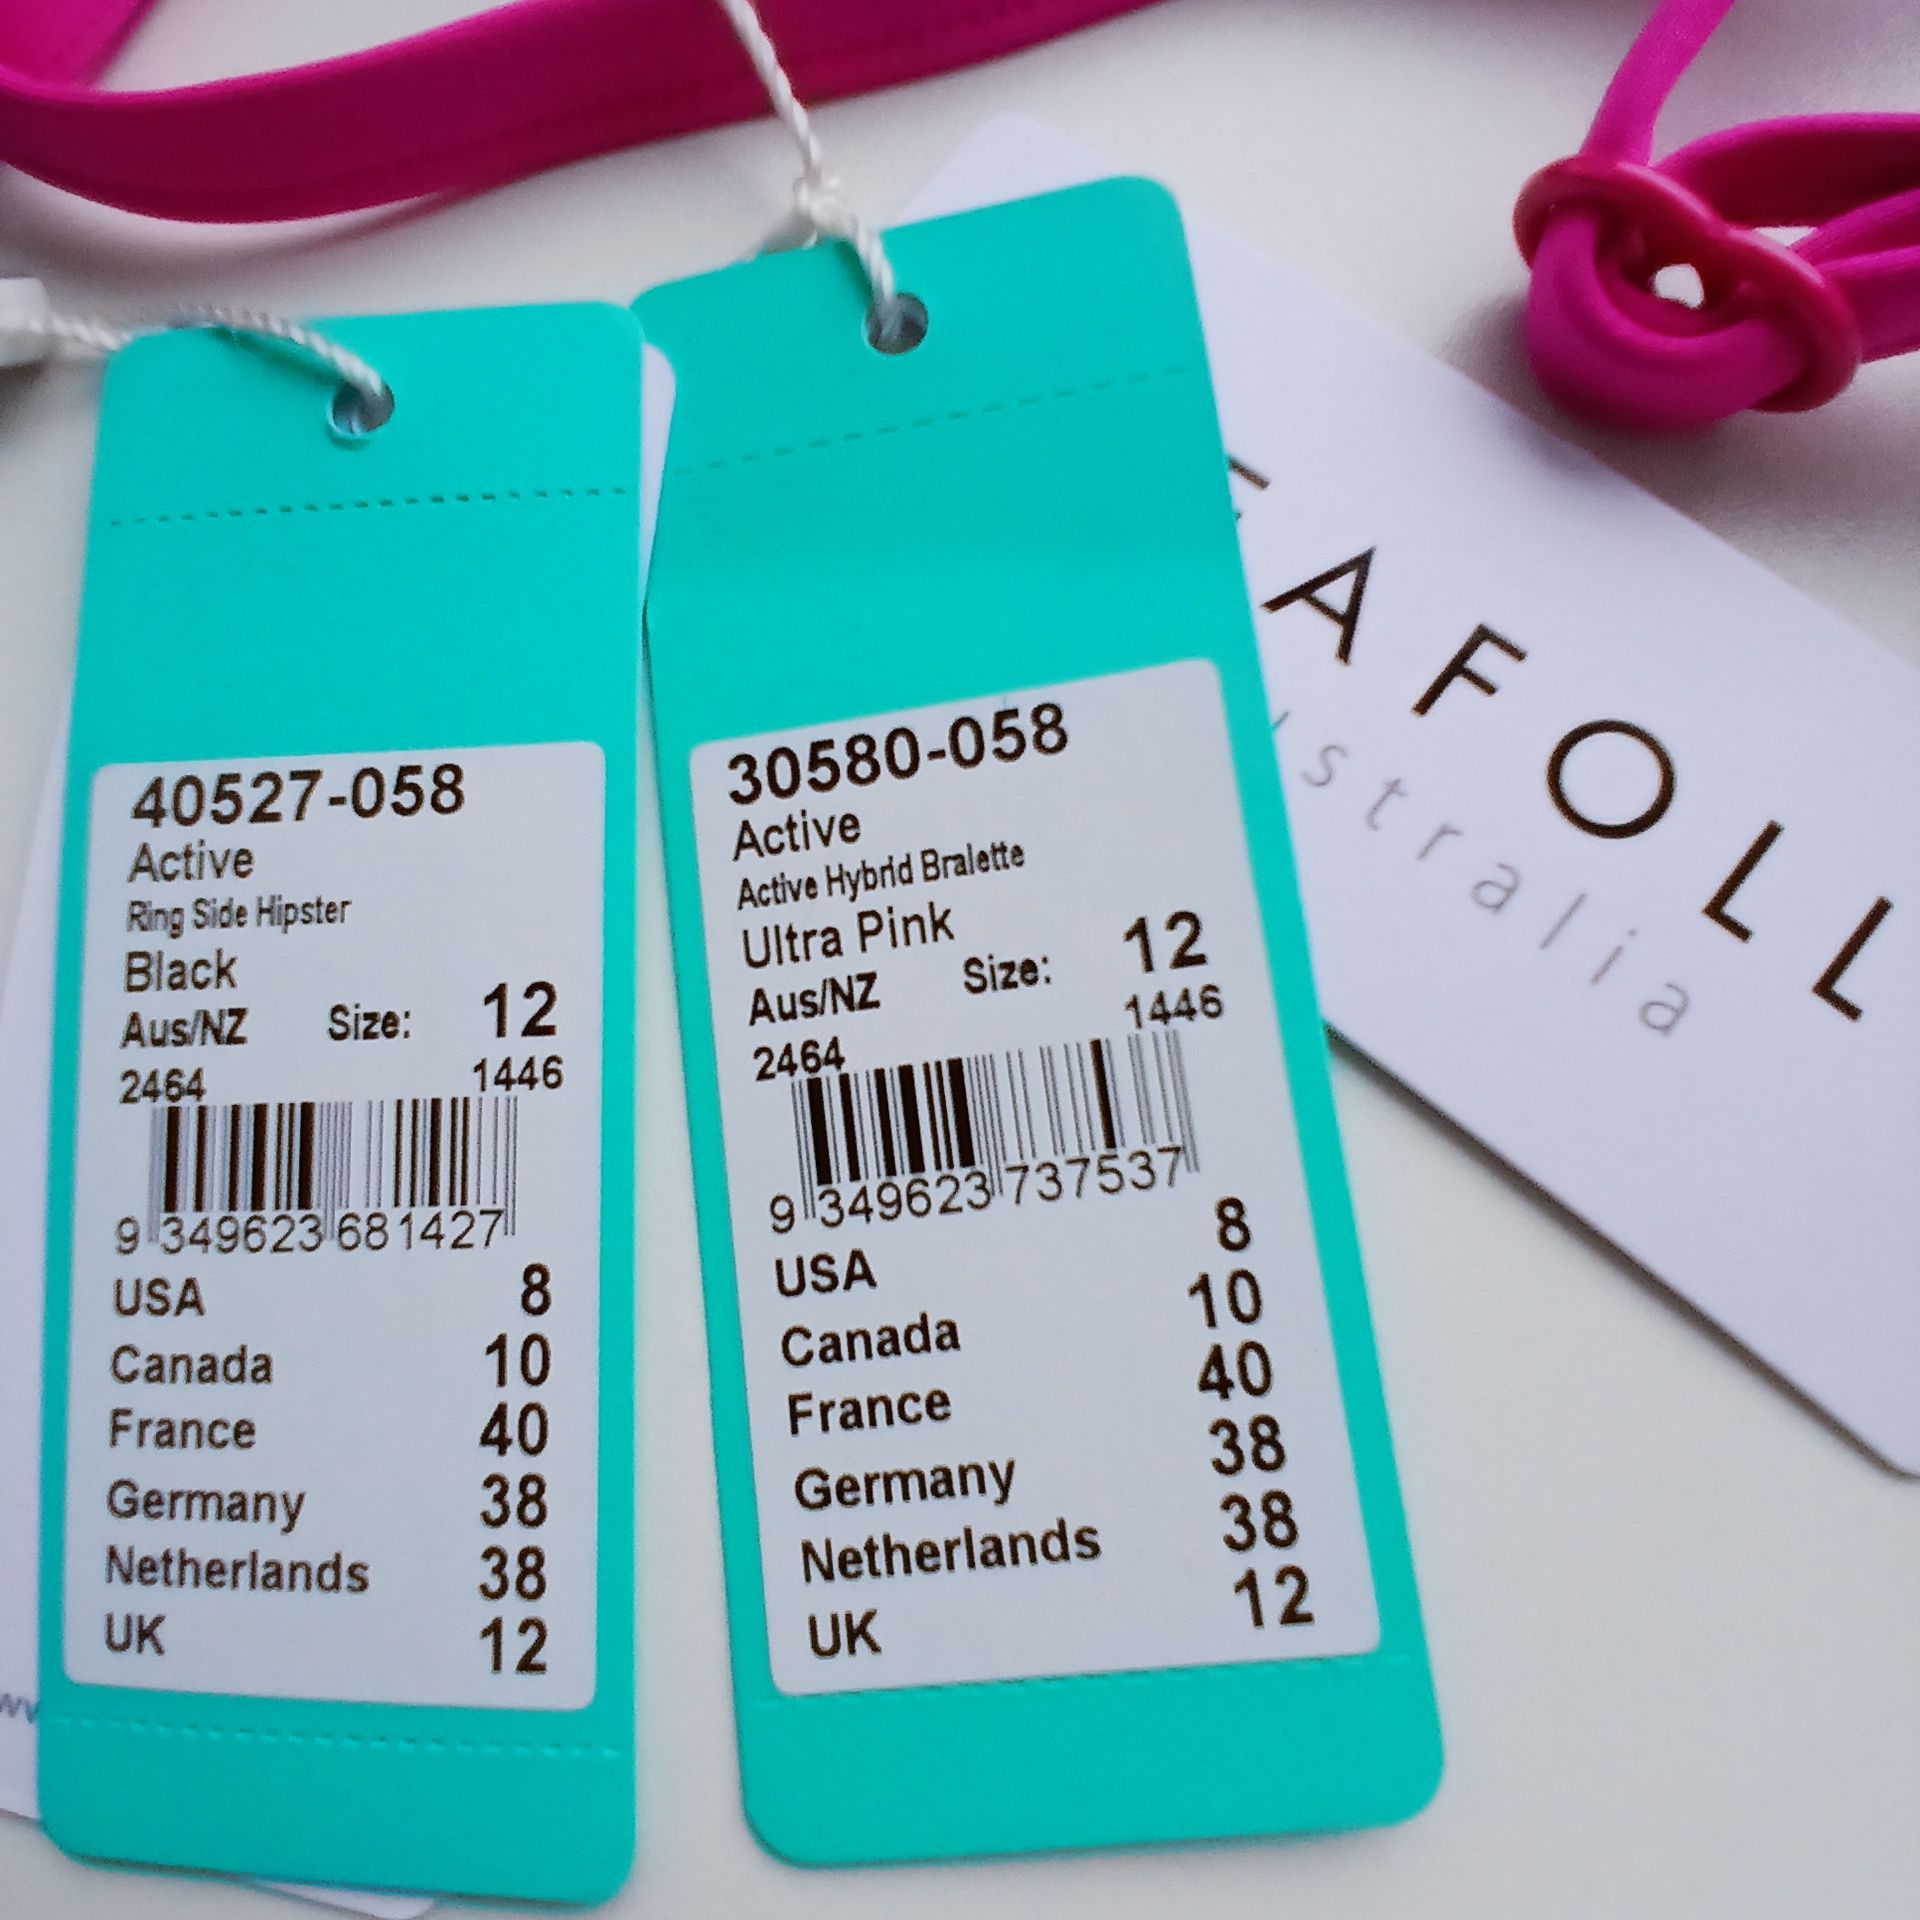 40527-058
Active
Ring Side Hipster
Black
Aus/NZ Size: 12
2464 1446
9 349623 681427
USA 8
Canada 10
France 40
Germany 38
Netherlands 38
UK 12
30580-058
Active
Active Hybrid Bralette
Ultra Pink
Aus/NZ Size: 12
2464 1446
9 349623 737537
USA 8
Canada 10
France 40
Germany 38
Netherlands 38
UK 12
EAFOLL
stralia